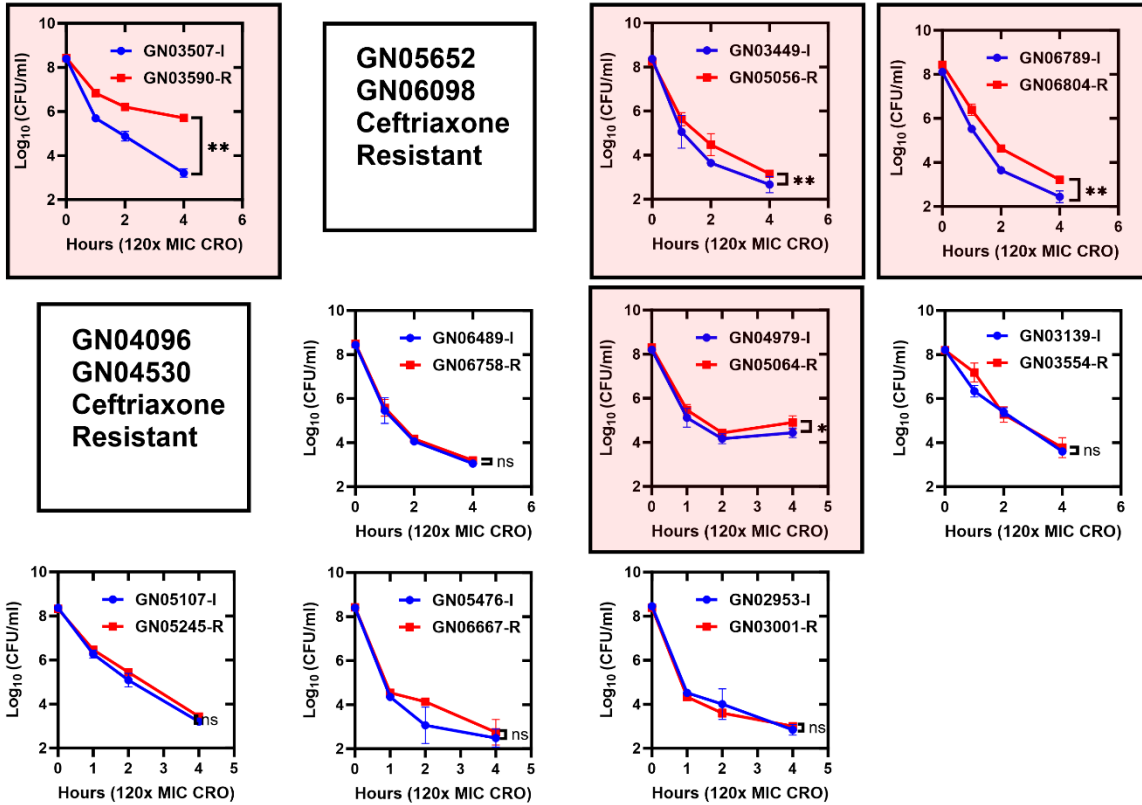 10
8
6
4
2
0
2
4
6
Log10 (CFU/ml)
Hours (120x MIC CRO)
GN03507-I
GN03590-R
**
GN05652
GN06098
Ceftriaxone
Resistant
10
8
6
4
2
0
2
4
6
Log10 (CFU/ml)
Hours (120x MIC CRO)
GN03449-I
GN05056-R
**
10
8
6
4
2
0
2
4
6
Log10 (CFU/ml)
Hours (120x MIC CRO)
GN06789-I
GN06804-R
**
GN04096
GN04530
Ceftriaxone
Resistant
10
8
6
4
2
0
2
4
6
Log10 (CFU/ml)
Hours (120x MIC CRO)
GN06489-I
GN06758-R
ns
10
8
6
4
2
0
1
2
3
4
5
Log10 (CFU/ml)
Hours (120x MIC CRO)
GN04979-I
GN05064-R
*
10
8
6
4
2
0
2
4
6
Log10 (CFU/ml)
Hours (120x MIC CRO)
GN03139-I
GN03554-R
ns
10
8
6
4
2
0
1
2
3
4
5
Log10 (CFU/ml)
Hours (120x MIC CRO)
GN05107-I
GN05245-R
ns
10
8
6
4
2
0
1
2
3
4
5
Log10 (CFU/ml)
Hours (120x MIC CRO)
GN05476-I
GN06667-R
ns
10
8
6
4
2
0
1
2
3
4
5
Log10 (CFU/ml)
Hours (120x MIC CRO)
GN02953-I
GN03001-R
ns